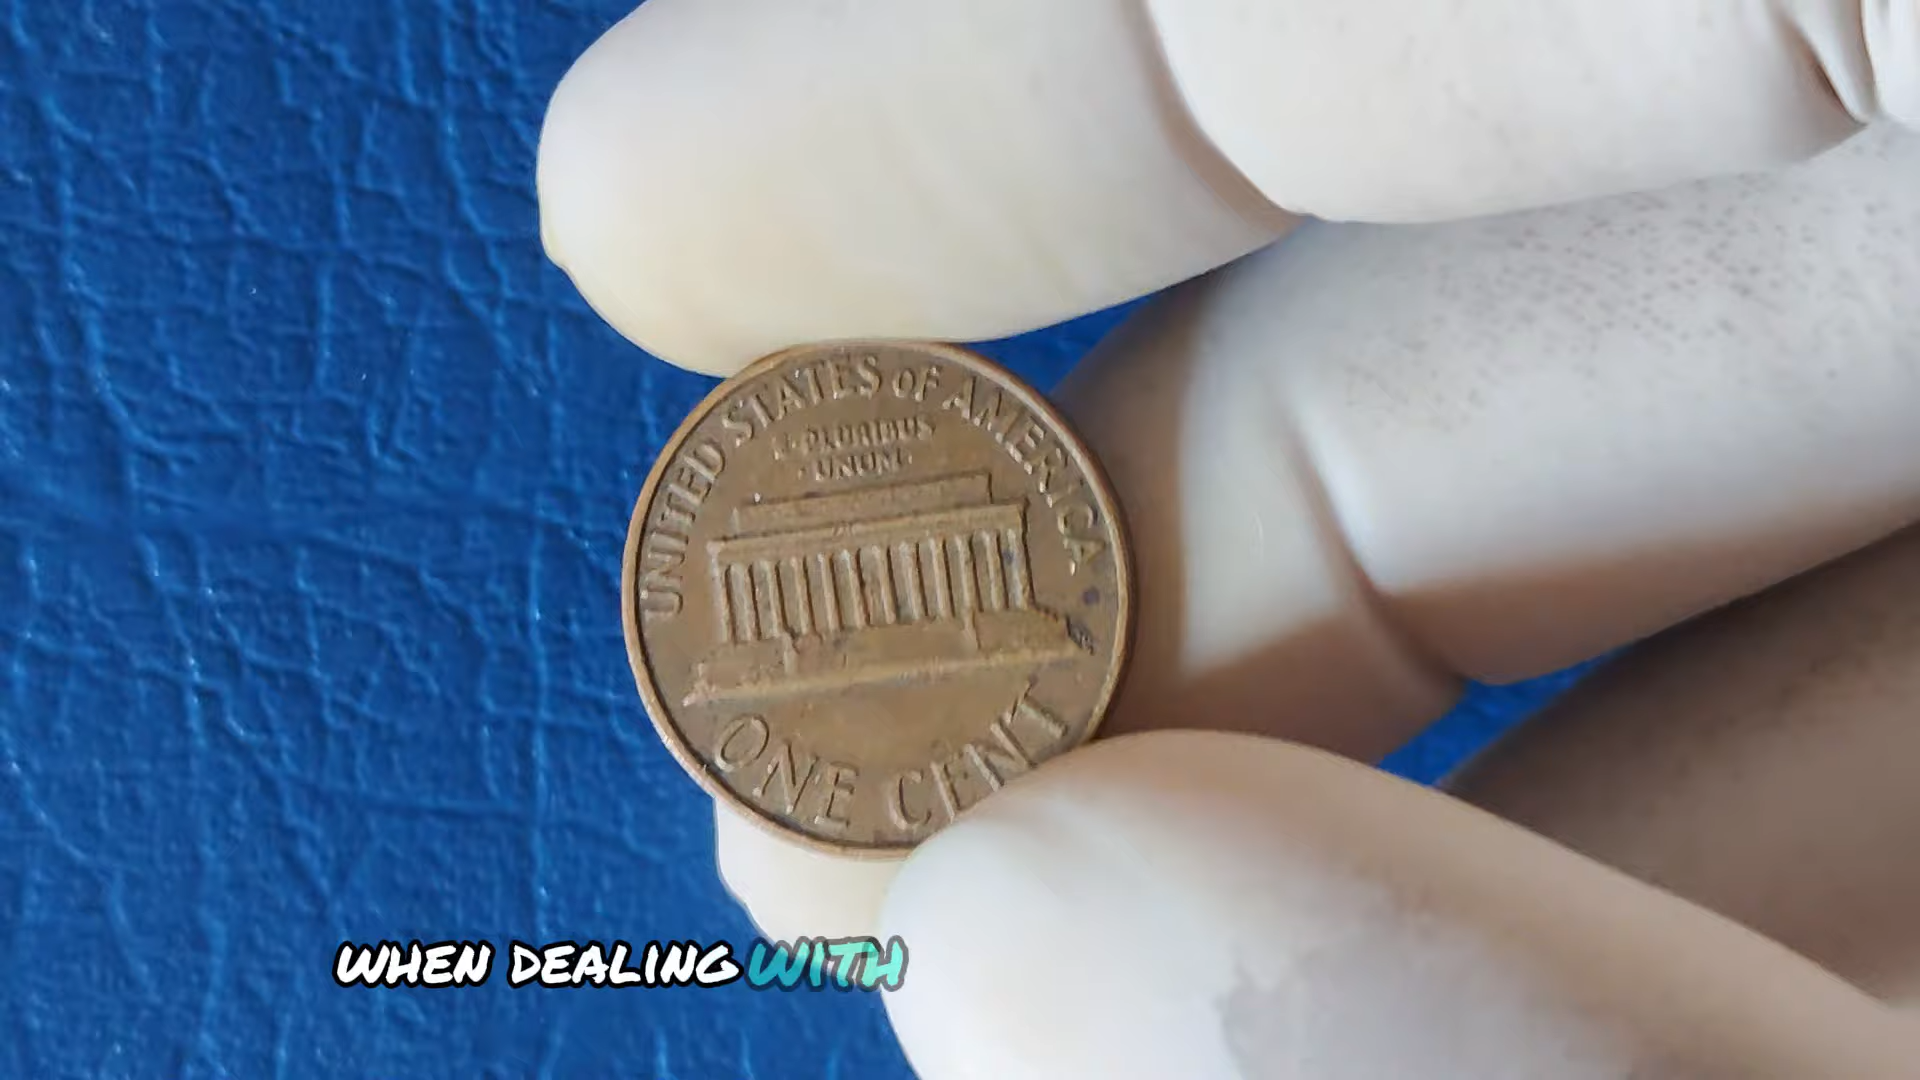 UNITED STATES OF AMERICA
E PLURIBUS
UNUM
ONE CENT
WHEN DEALING WITH